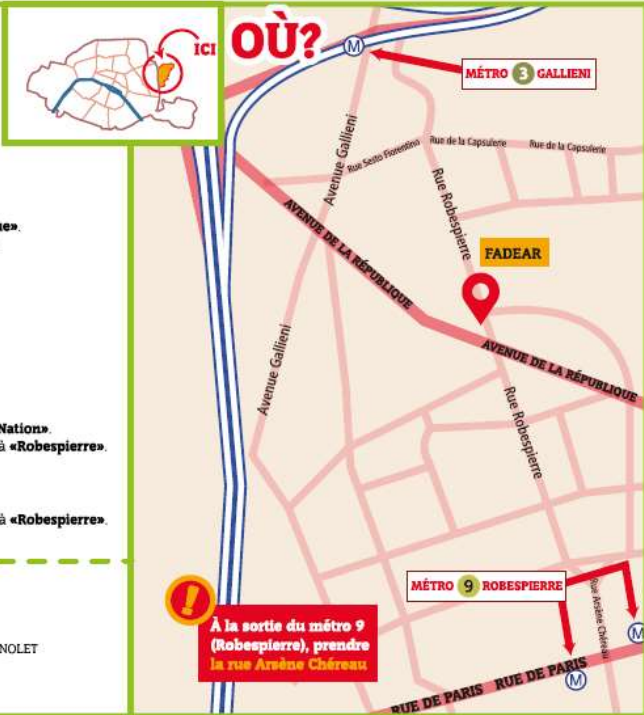 ICI
OÙ?
M
MÉTRO 3 GALLIENI
Avenue Gallieni
Rue Sesto Fiorentino
Rue de la Capsulerie
Rue de la Capsulerie
Rue Robespierre
AVENUE DE LA RÉPUBLIQUE
FADEAR
Avenue Gallieni
AVENUE DE LA RÉPUBLIQUE
Rue Robespierre
Nation».
à «Robespierre».
à «Robespierre».
MÉTRO 9 ROBESPIERRE
Rue Arsène Chéreau
!
À la sortie du métro 9
(Robespierre), prendre
la rue Arsène Chéreau
NOLET
M
M
RUE DE PARIS RUE DE PARIS